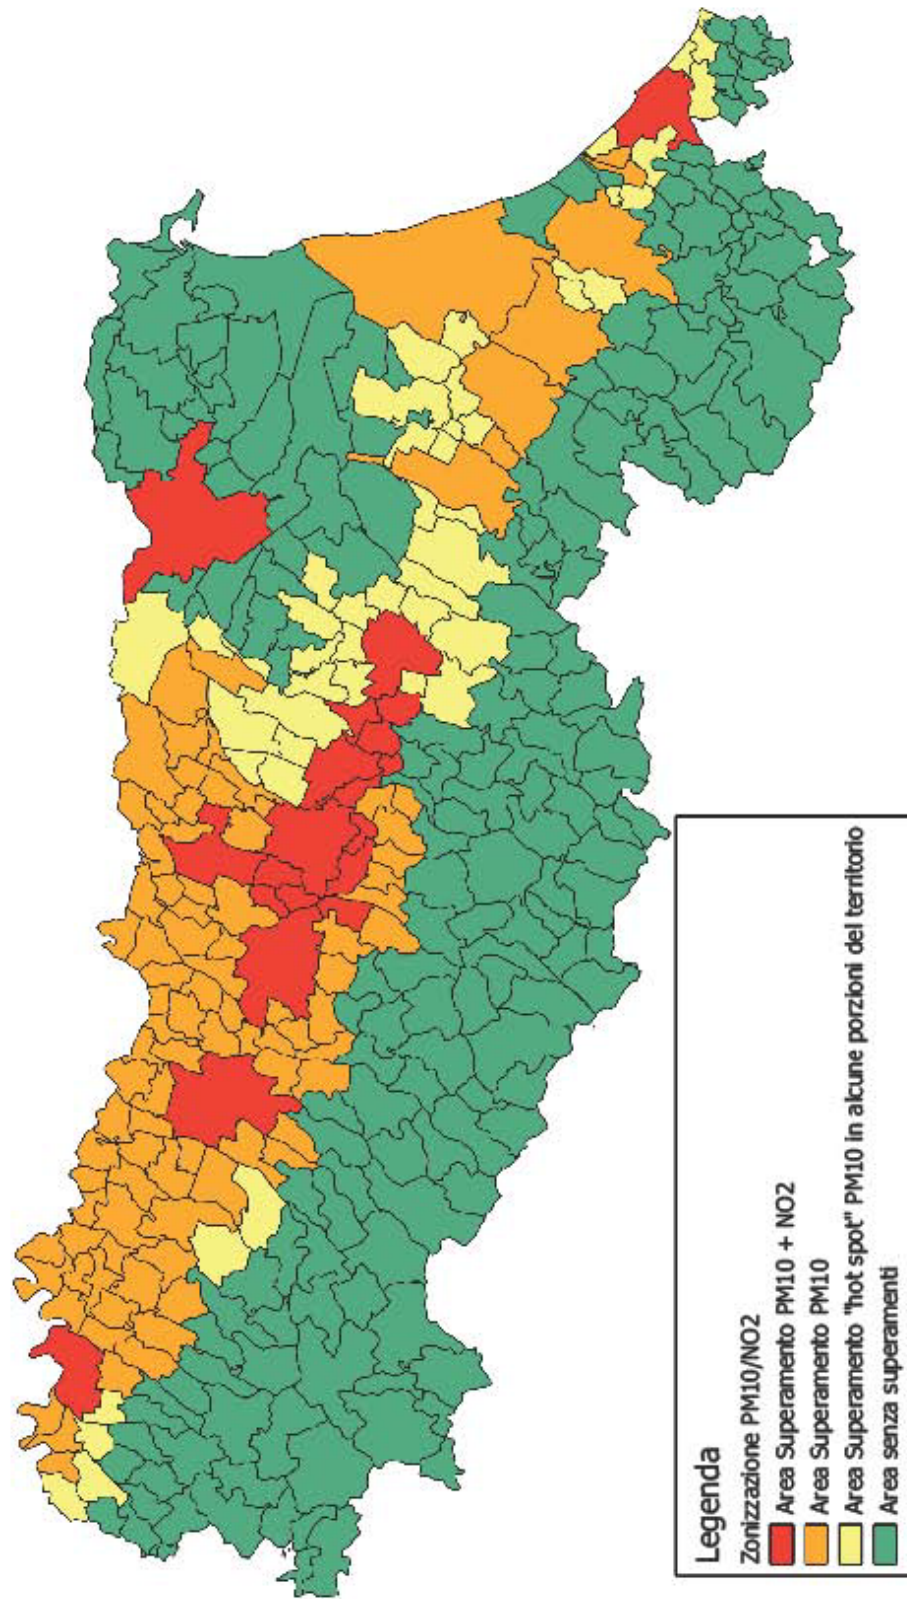 Legenda
Zonizzazione PM10/NO2
Area Superamento PM10 + NO2
Area Superamento PM10
Area Superamento "hot spot" PM10 in alcune porzioni del territorio
Area senza superamenti